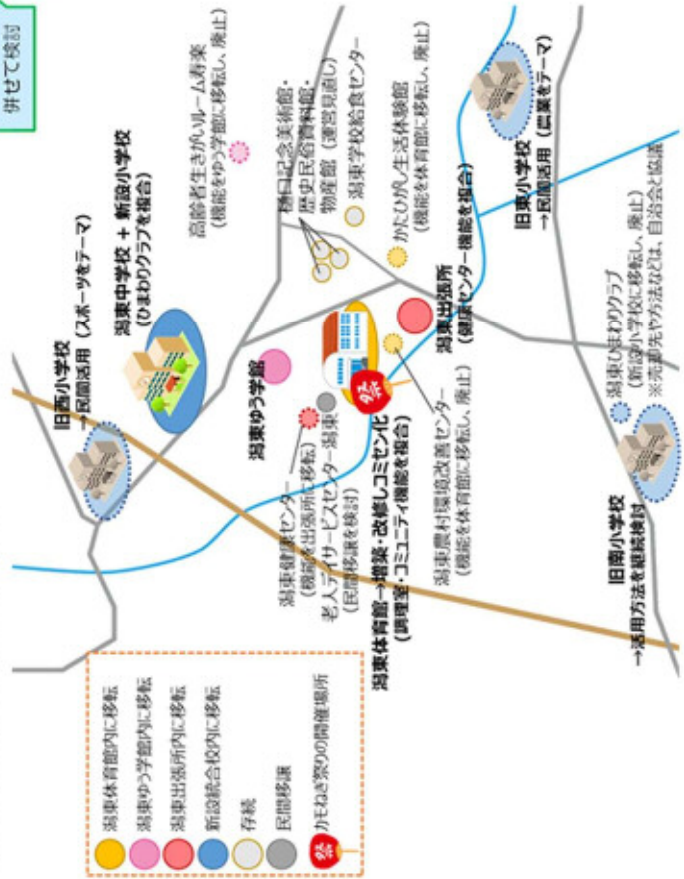 併せて検討
旧西小学校
→民間活用（スポーツをテーマ）
潟東中学校 + 新設小学校
（ひまわりクラブを複合）
高齢者生きがいルーム寿楽
（機能をゆう学館に移転し、廃止）
樋口記念美術館・
歴史民俗資料館・
物産館（運営見直し）
潟東学校給食センター
かたひがし生活体験館
（機能を体育館に移転し、廃止）
旧東小学校
→民間活用（農業をテーマ）
潟東ゆう学館
潟東出張所
（健康センター機能を複合）
潟東健康センター
（機能を出張所に移転）
老人デイサービスセンター潟東
（民間移譲を検討）
潟東体育館→増築・改修しコミセン化
（調理室・コミュニティ機能を複合）
祭
潟東農村環境改善センター
（機能を体育館に移転し、廃止）
潟東ひまわりクラブ
（新設小学校に移転し、廃止）
※売却先や方法などは、自治会と協議
旧南小学校
→活用方法を継続検討
潟東体育館内に移転
潟東ゆう学館内に移転
潟東出張所内に移転
新設統合校内に移転
存続
民間移譲
祭
カモねぎ祭りの開催場所